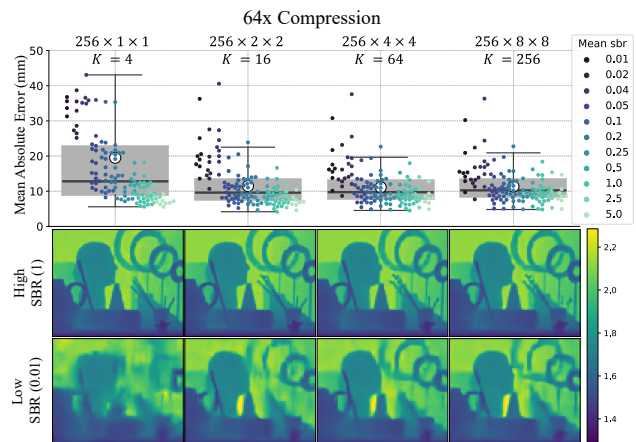 64x Compression
256 × 1 × 1
K = 4
256 × 2 × 2
K = 16
256 × 4 × 4
K = 64
256 × 8 × 8
K = 256
Mean Absolute Error (mm)
50
40
30
20
10
0
Mean sbr
0.01
0.02
0.04
0.05
0.1
0.2
0.25
0.5
1.0
2.5
5.0
High
SBR (1)
Low
SBR (0.01)
2.2
2.0
1.8
1.6
1.4